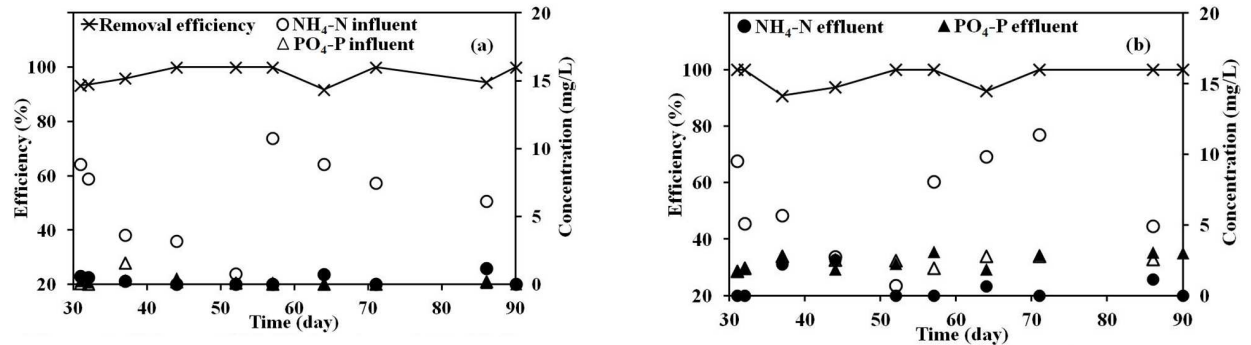 Removal efficiency
NH₄-N influent
PO₄-P influent
(a)
Efficiency (%)
100
80
60
40
20
30
40
50
60
70
80
90
Time (day)
20
15
10
5
0
Concentration (mg/L)
NH₄-N effluent
PO₄-P effluent
(b)
Efficiency (%)
100
80
60
40
20
30
40
50
60
70
80
90
Time (day)
20
15
10
5
0
Concentration (mg/L)